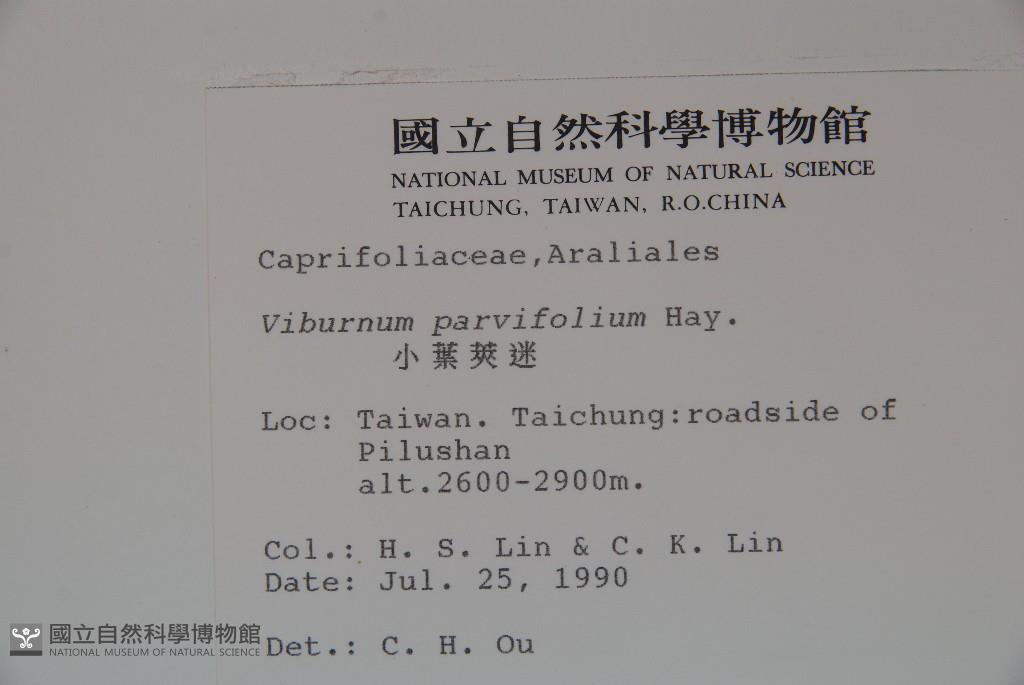 國立自然科學博物館
NATIONAL MUSEUM OF NATURAL SCIENCE
TAICHUNG, TAIWAN, R.O.CHINA
Caprifoliaceae,Araliales
Viburnum parvifolium Hay.
小葉莢迷
Loc: Taiwan. Taichung:roadside of
Pilushan
alt.2600-2900m.
Col.: H. S. Lin & C. K. Lin
Date: Jul. 25, 1990
Det.: C. H. Ou
國立自然科學博物館
NATIONAL MUSEUM OF NATURAL SCIENCE